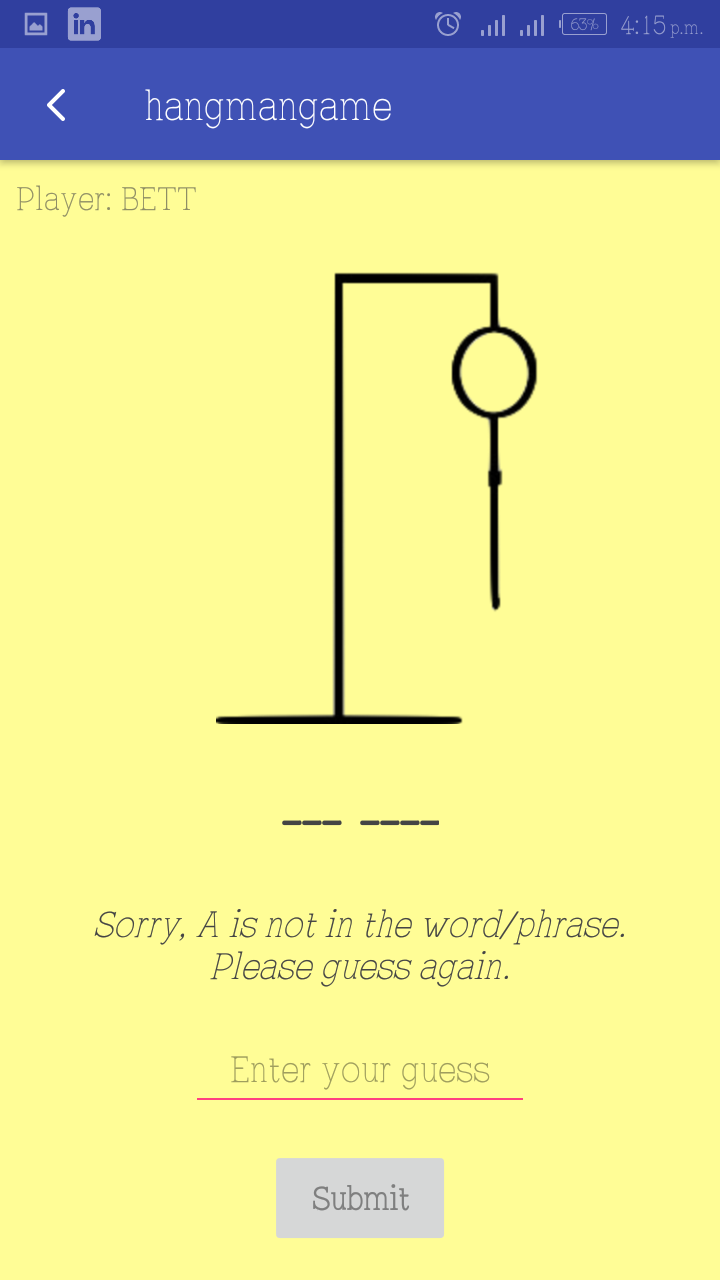 in 63% 4:15 p.m.
hangmangame
Player: BETT
--- ----
Sorry, A is not in the word/phrase.
Please guess again.
Enter your guess
Submit